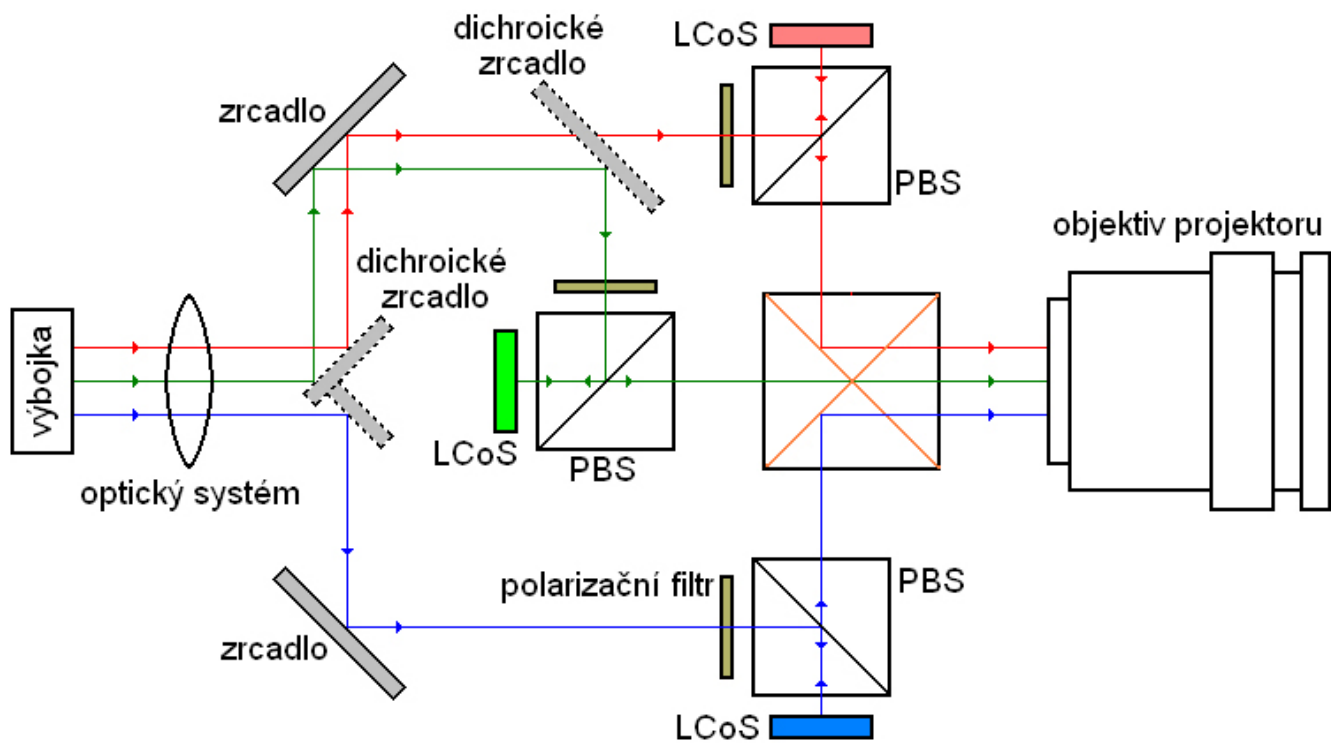 LCoS
dichroické
zrcadlo
zrcadlo
PBS
objektiv projektoru
dichroické
zrcadlo
výbojka
LCoS
PBS
optický systém
polarizační filtr
PBS
zrcadlo
LCoS